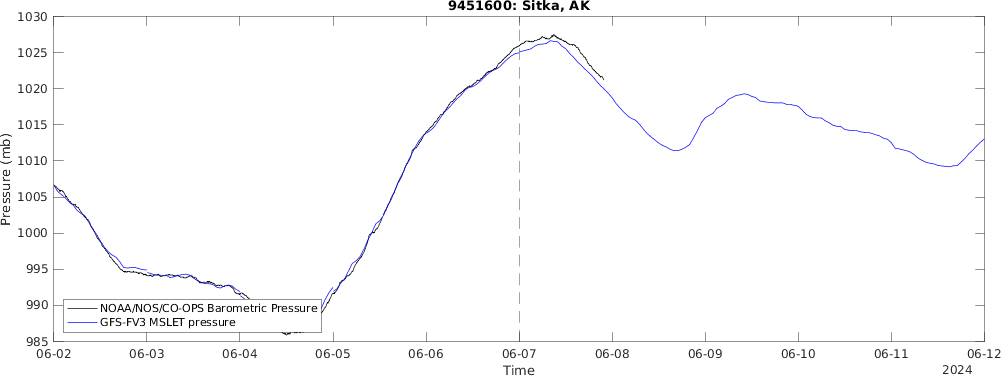 9451600: Sitka, AK
1030
1025
1020
1015
1010
1005
1000
995
990
985
Pressure (mb)
NOAA/NOS/CO-OPS Barometric Pressure
GFS-FV3 MSLET pressure
06-02 06-03 06-04 06-05 06-06 06-07 06-08 06-09 06-10 06-11 06-12
Time
2024